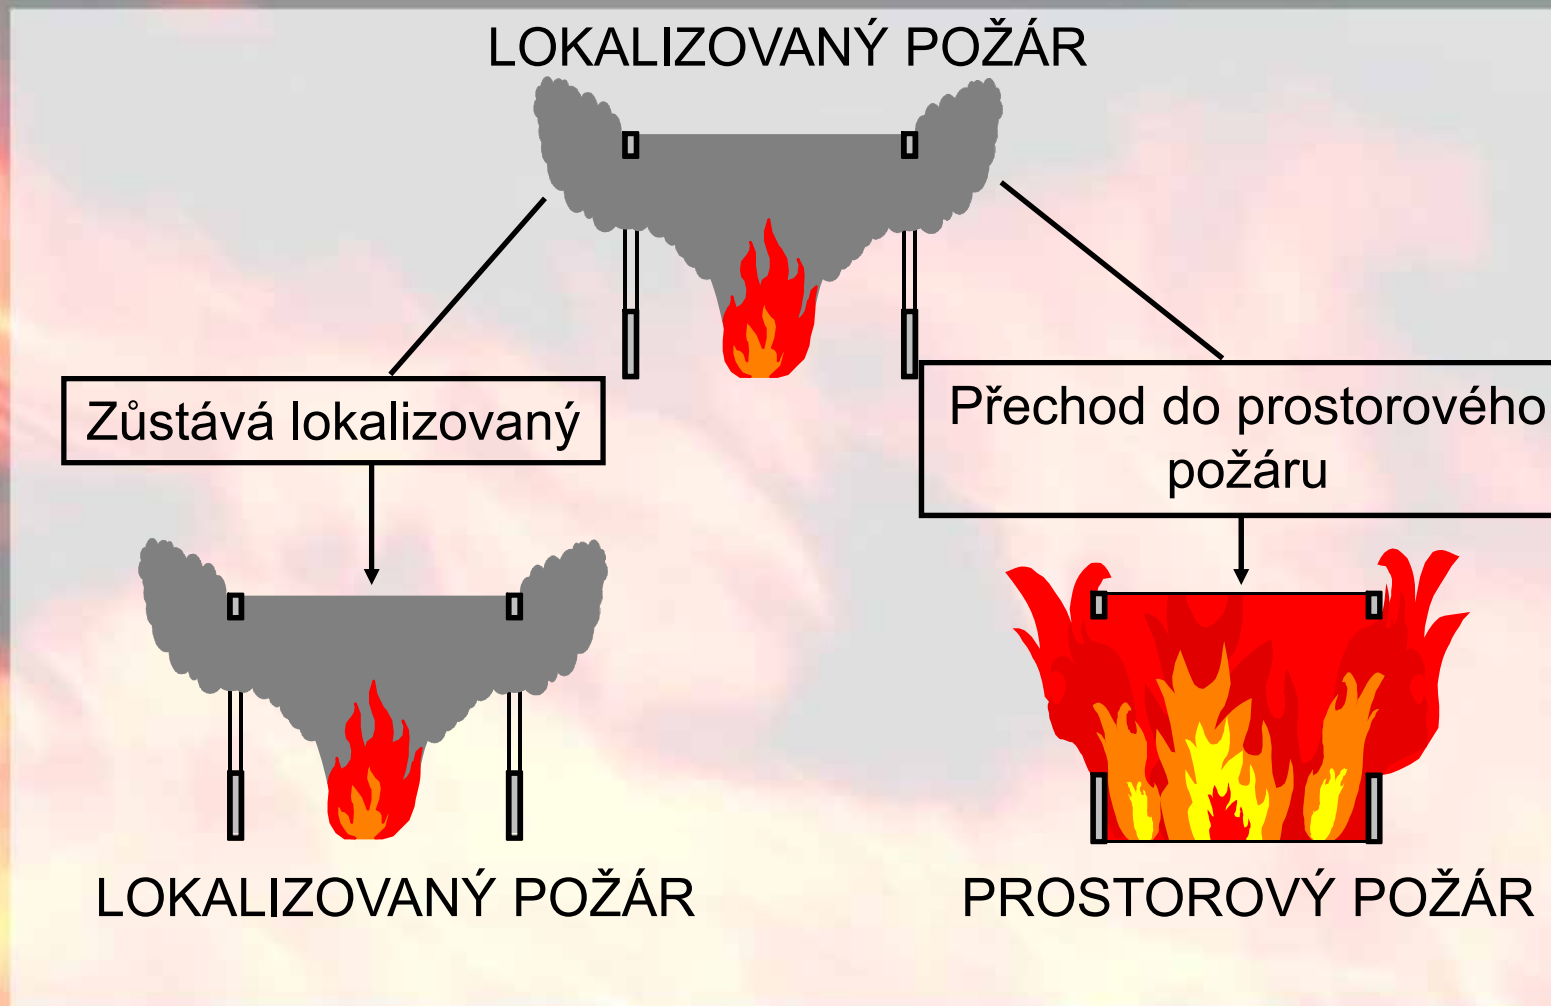 LOKALIZOVANÝ POŽÁR
Zůstává lokalizovaný
Přechod do prostorového
požáru
LOKALIZOVANÝ POŽÁR
PROSTOROVÝ POŽÁR